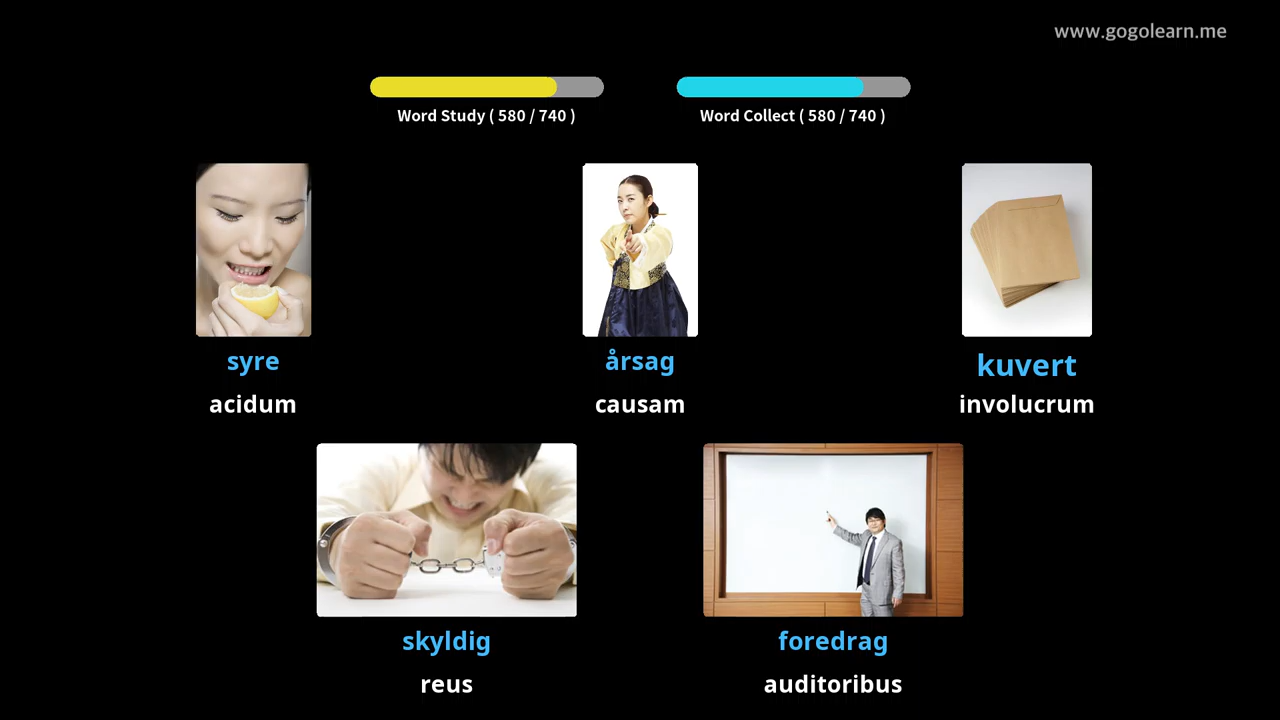 www.gogolearn.me
Word Study ( 580 / 740 )
Word Collect ( 580 / 740 )
syre
årsag
kuvert
acidum
causam
involucrum
skyldig
foredrag
reus
auditoribus